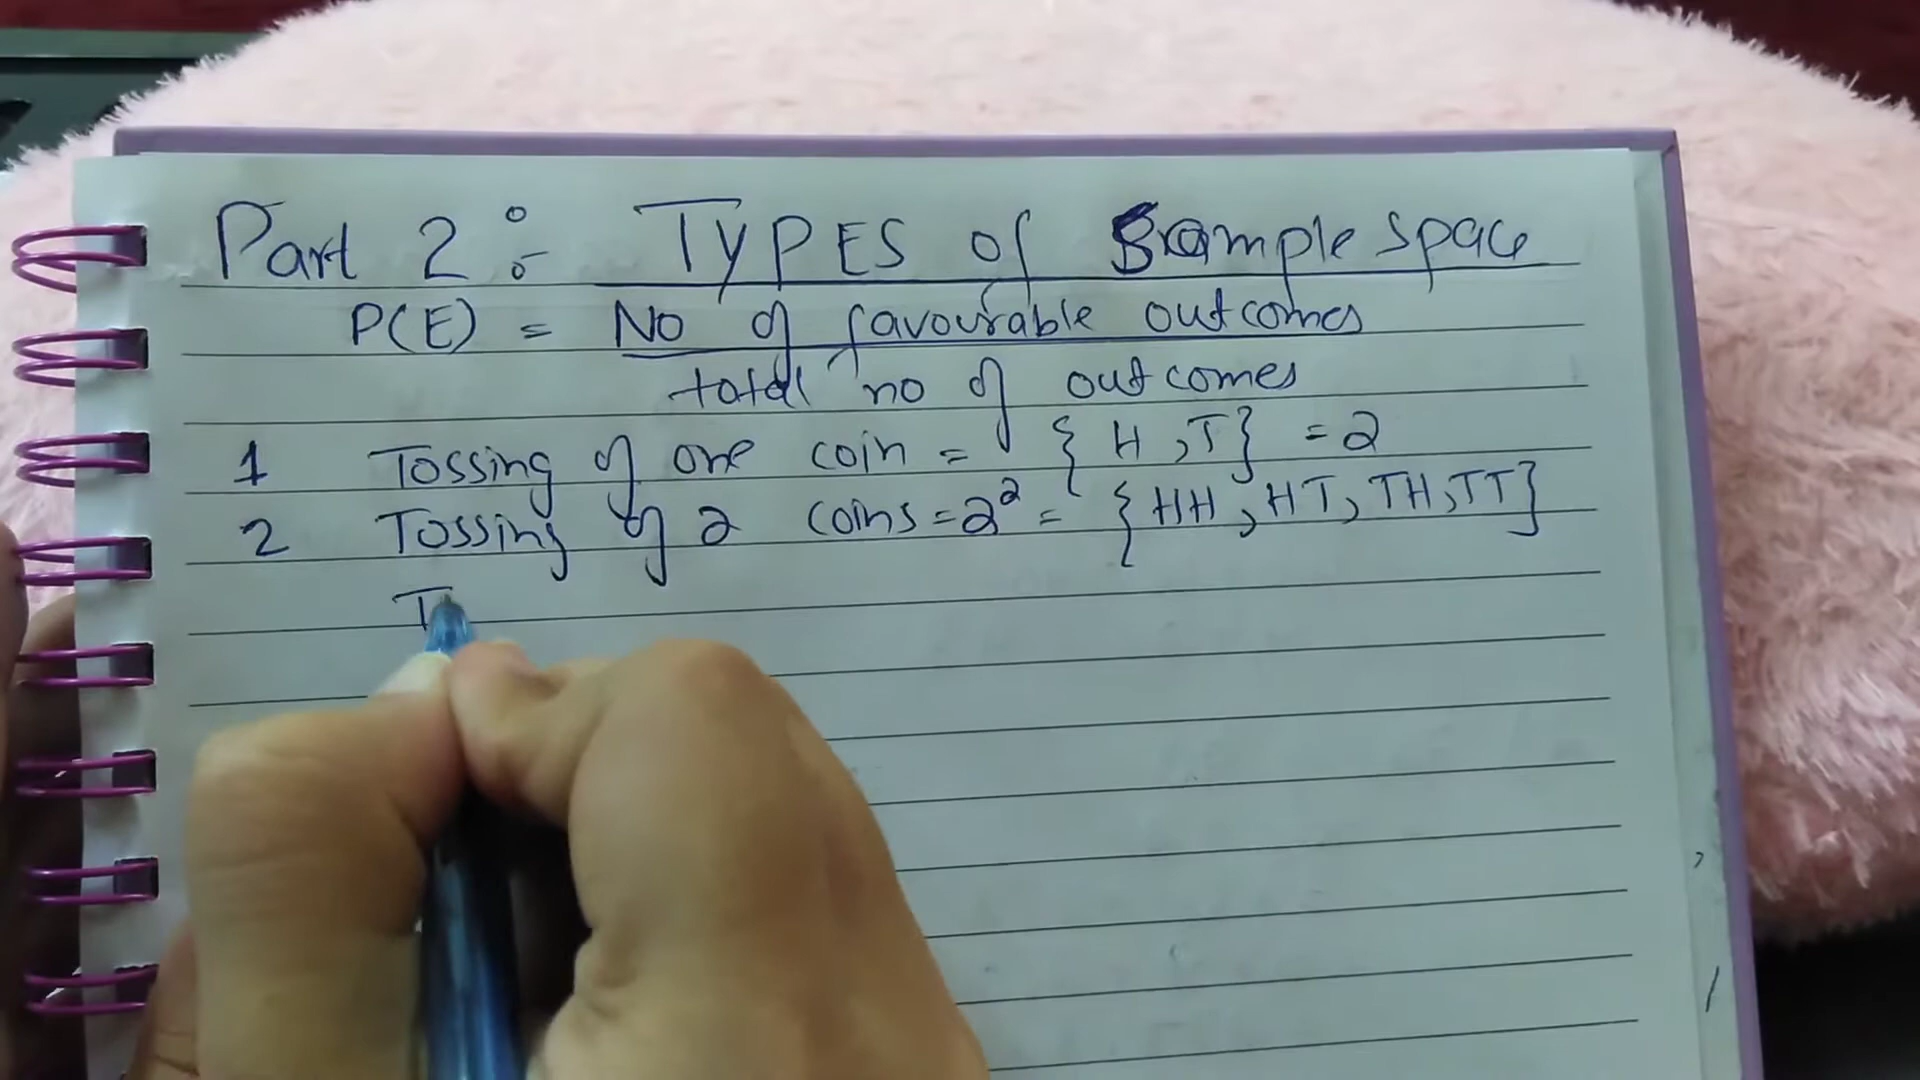 Part 2 : TYPES of Sample space
P(E) = No of favourable outcomes
total no of outcomes
1 Tossing of one coin = { H , T } = 2
2 Tossing of 2 coins = 2² = { HH , HT, TH, TT }
T